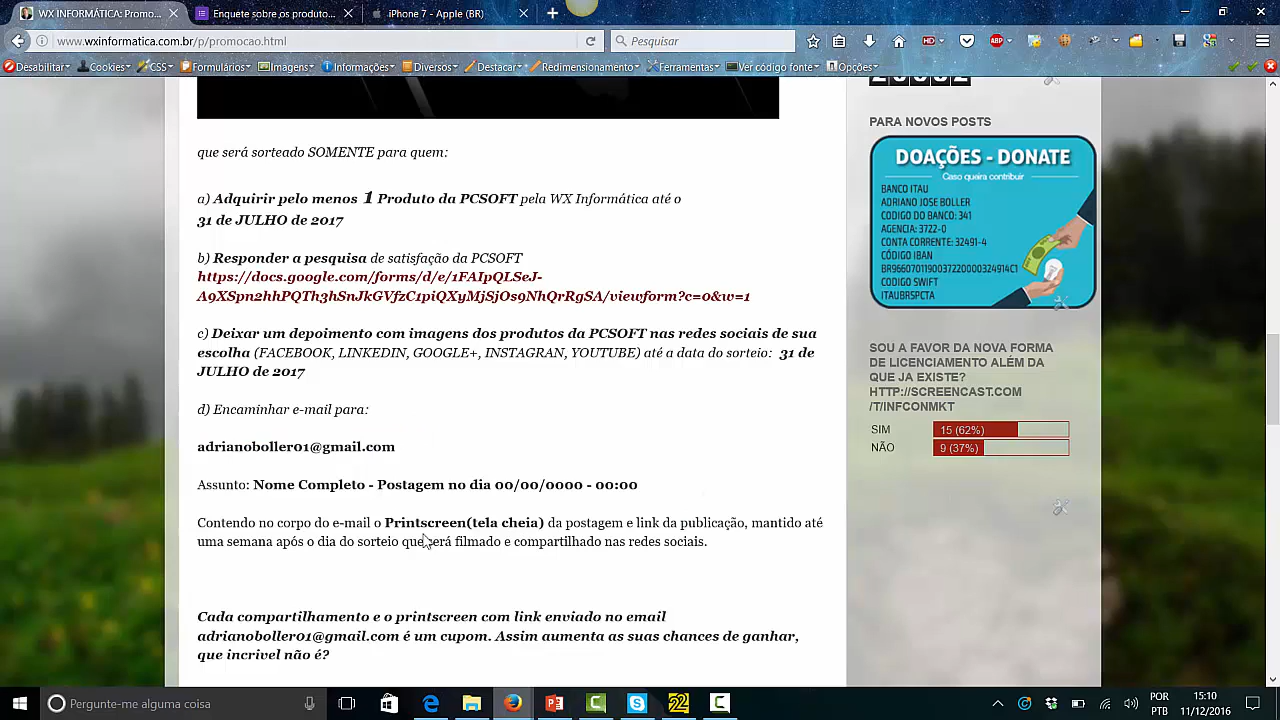 WX INFORMÁTICA: Promo... ×
Enquete sobre os produto... ×
iPhone 7 - Apple (BR) ×
www.wxinformatica.com.br/p/promocao.html
Pesquisar
Desabilitar Cookies CSS Formulários Imagens Informações Diversos Destacar Redimensionamento Ferramentas Ver código fonte Opções
que será sorteado SOMENTE para quem:
a) Adquirir pelo menos 1 Produto da PCSOFT pela WX Informática até o
31 de JULHO de 2017
b) Responder a pesquisa de satisfação da PCSOFT
https://docs.google.com/forms/d/e/1FAIpQLSeJ-
A9XSpn2hhPQTh3hSnJkGVfzC1piQXyMjSjOs9NhQrRgSA/viewform?c=0&w=1
c) Deixar um depoimento com imagens dos produtos da PCSOFT nas redes sociais de sua
escolha (FACEBOOK, LINKEDIN, GOOGLE+, INSTAGRAN, YOUTUBE) até a data do sorteio: 31 de
JULHO de 2017
d) Encaminhar e-mail para:
adrianoboller01@gmail.com
Assunto: Nome Completo - Postagem no dia 00/00/0000 - 00:00
Contendo no corpo do e-mail o Printscreen(tela cheia) da postagem e link da publicação, mantido até
uma semana após o dia do sorteio que será filmado e compartilhado nas redes sociais.
Cada compartilhamento e o printscreen com link enviado no email
adrianoboller01@gmail.com é um cupom. Assim aumenta as suas chances de ganhar,
que incrivel não é?
PARA NOVOS POSTS
DOAÇÕES - DONATE
Caso queira contribuir
BANCO ITAU
ADRIANO JOSE BOLLER
CODIGO DO BANCO: 341
AGENCIA: 3722-0
CONTA CORRENTE: 32491-4
CÓDIGO IBAN
BR9660701190037220000324914C1
CODIGO SWIFT
ITAUBRSPCTA
SOU A FAVOR DA NOVA FORMA
DE LICENCIAMENTO ALÉM DA
QUE JA EXISTE?
HTTP://SCREENCAST.COM
/T/INFCONMKT
SIM 15 (62%)
NÃO 9 (37%)
Pergunte-me alguma coisa
POR 15:10
PTB 11/12/2016